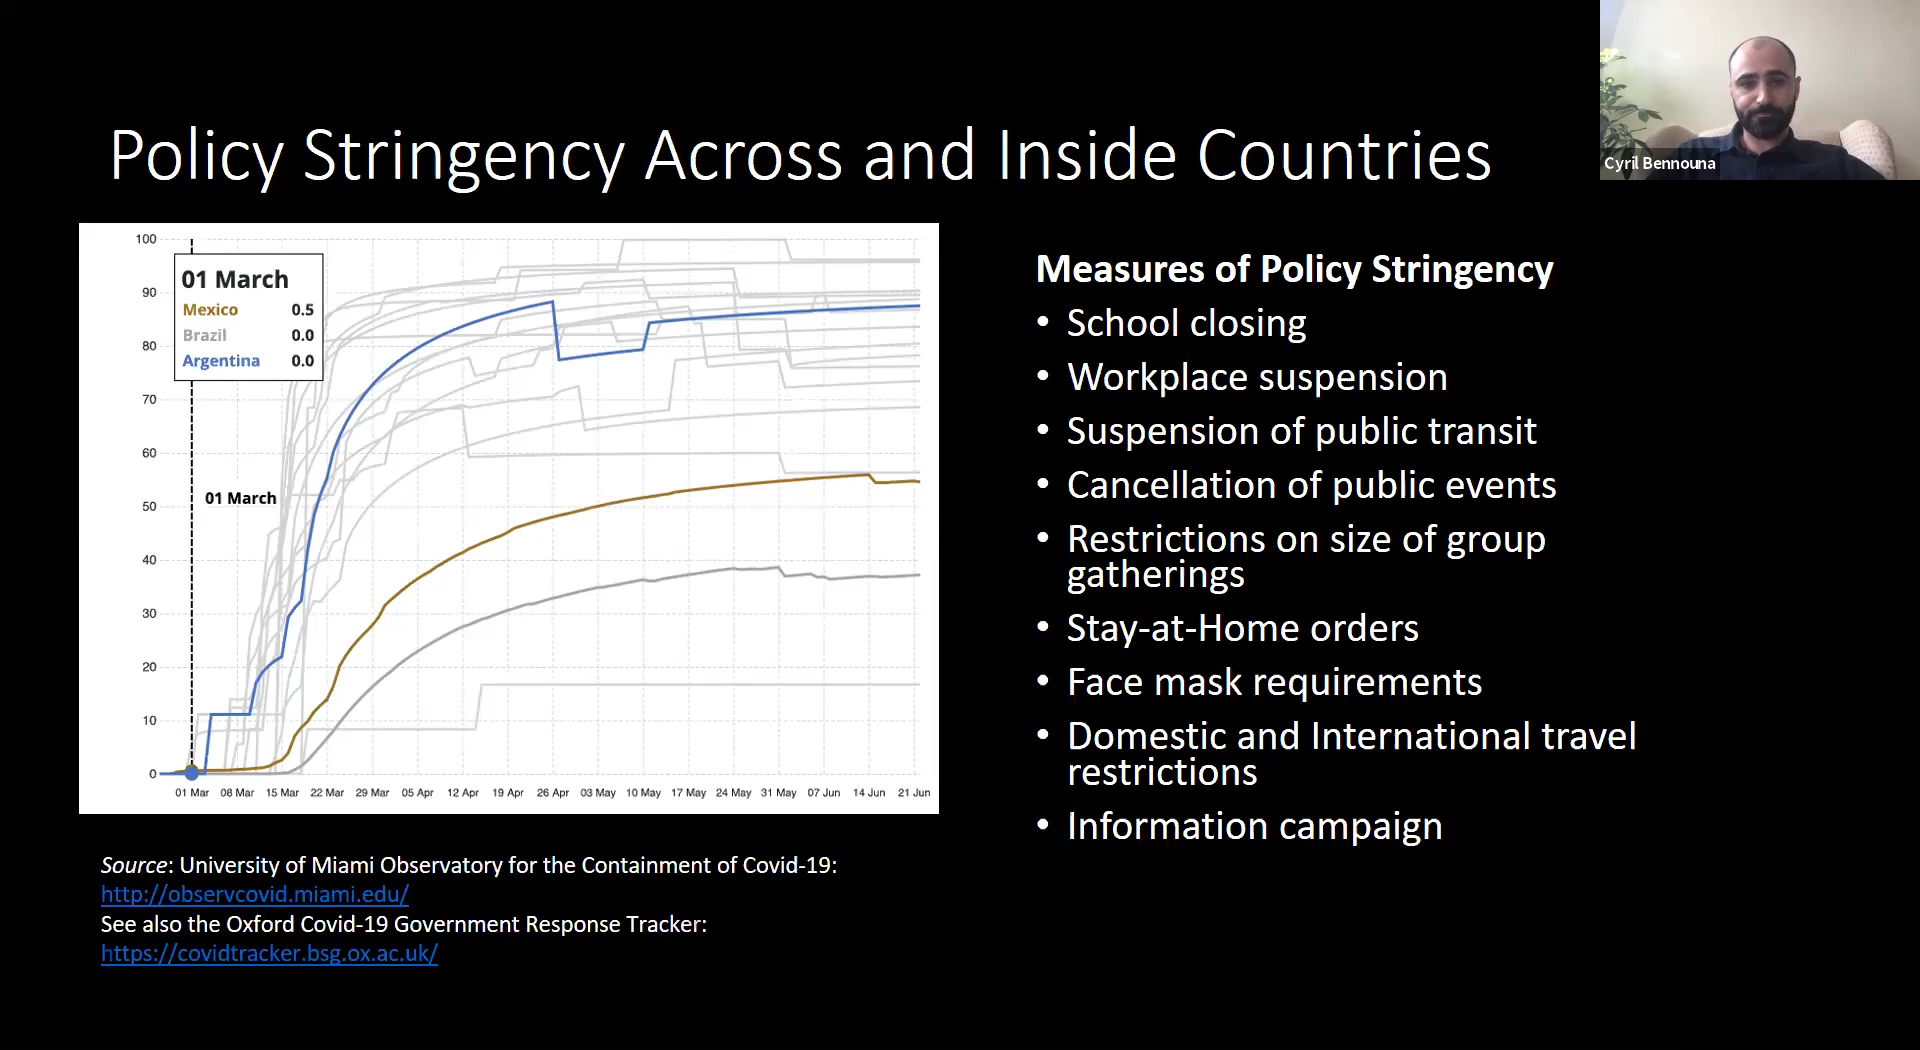 Policy Stringency Across and Inside Countries
Cyril Bennouna
100
90
80
70
60
50
40
30
20
10
0
01 March
Mexico 0.5
Brazil 0.0
Argentina 0.0
01 March
01 Mar 08 Mar 15 Mar 22 Mar 29 Mar 05 Apr 12 Apr 19 Apr 26 Apr 03 May 10 May 17 May 24 May 31 May 07 Jun 14 Jun 21 Jun
Source: University of Miami Observatory for the Containment of Covid-19:
http://observcovid.miami.edu/
See also the Oxford Covid-19 Government Response Tracker:
https://covidtracker.bsg.ox.ac.uk/
Measures of Policy Stringency
• School closing
• Workplace suspension
• Suspension of public transit
• Cancellation of public events
• Restrictions on size of group
gatherings
• Stay-at-Home orders
• Face mask requirements
• Domestic and International travel
restrictions
• Information campaign